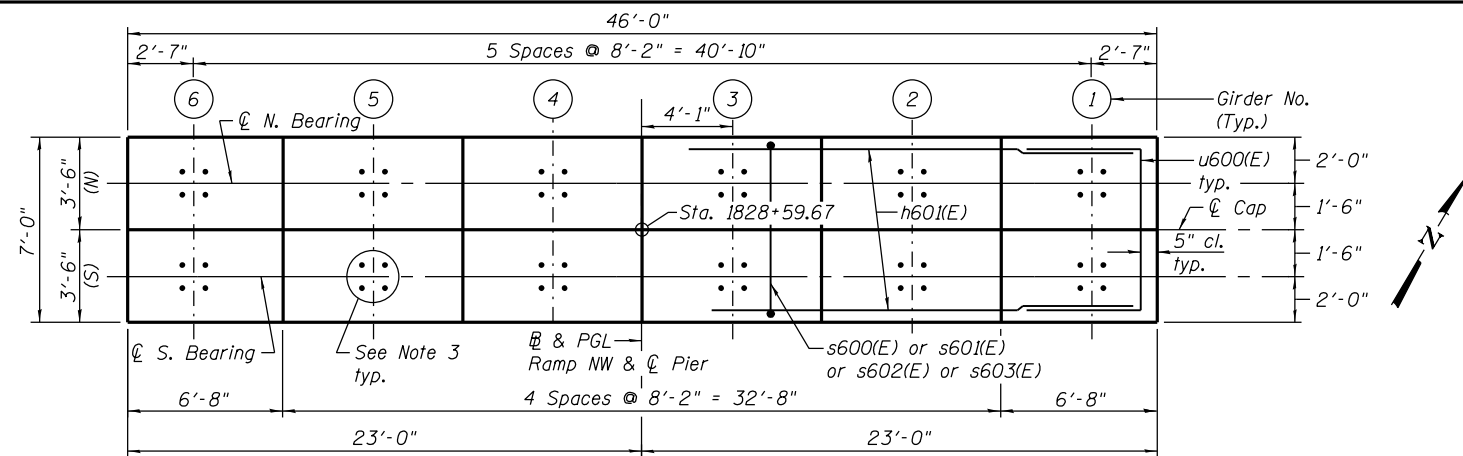 46'-0"
2'-7"
5 Spaces @ 8'-2" = 40'-10"
2'-7"
6
5
4
3
2
1
Girder No.
(Typ.)
4'-1"
℄ N. Bearing
7'-0"
3'-6"
(N)
3'-6"
(S)
Sta. 1828+59.67
h601(E)
u600(E)
typ.
℄ Cap
5" cl.
typ.
2'-0"
1'-6"
1'-6"
2'-0"
N
℄ S. Bearing
See Note 3
typ.
& PGL
Ramp NW & ℄ Pier
s600(E) or s601(E)
or s602(E) or s603(E)
6'-8"
4 Spaces @ 8'-2" = 32'-8"
6'-8"
23'-0"
23'-0"